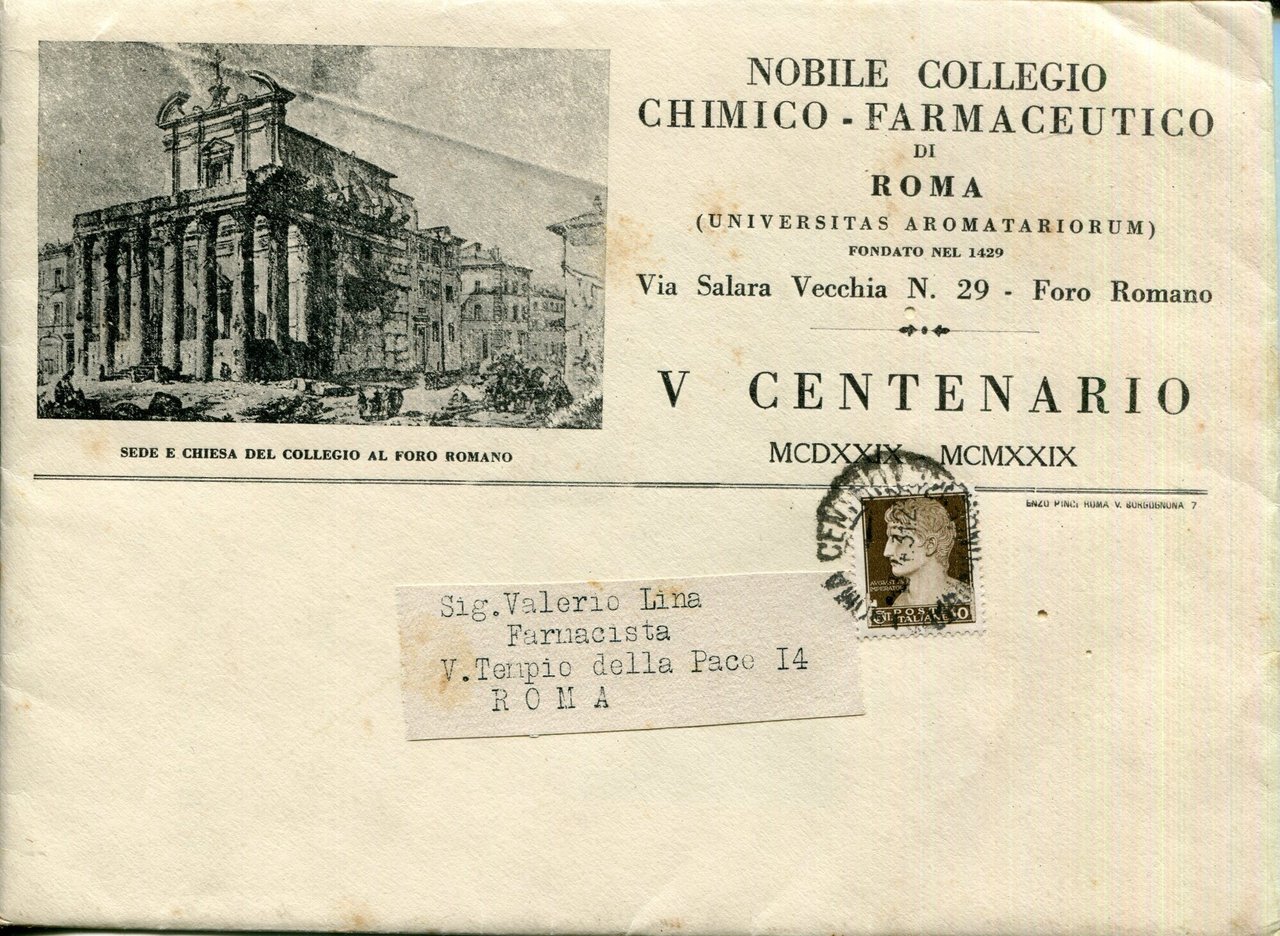 NOBILE COLLEGIO
CHIMICO - FARMACEUTICO
DI
ROMA
(UNIVERSITAS AROMATARIORUM)
FONDATO NEL 1429
Via Salara Vecchia N. 29 - Foro Romano
V CENTENARIO
MCDXXIX MCMXXIX
SEDE E CHIESA DEL COLLEGIO AL FORO ROMANO
ENZO PINCI ROMA V. BORGOGNONA 7
POSTE
ITALIANE
Sig.Valerio Lina
Farmacista
V.Tempio della Pace I4
R O M A